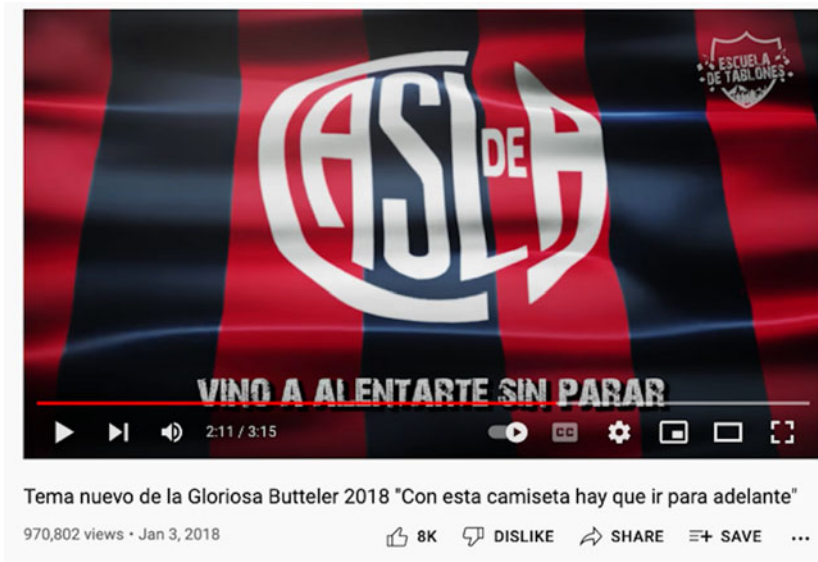 ESCUELA
DE TABLONES
CASLA
DE
VINO A ALENTARTE SIN PARAR
2:11 / 3:15
CC
Tema nuevo de la Gloriosa Butteler 2018 "Con esta camiseta hay que ir para adelante"
970,802 views • Jan 3, 2018
8K DISLIKE SHARE SAVE ...